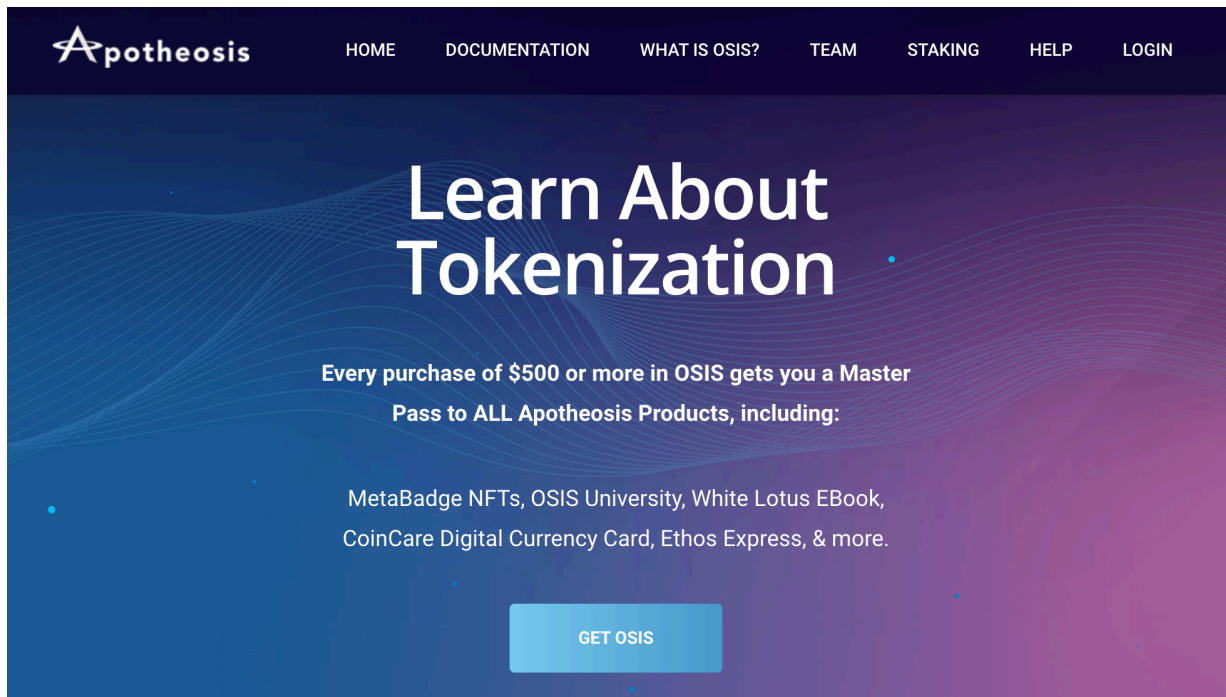 Apotheosis
HOME DOCUMENTATION WHAT IS OSIS? TEAM STAKING HELP LOGIN
Learn About
Tokenization
Every purchase of $500 or more in OSIS gets you a Master
Pass to ALL Apotheosis Products, including:
MetaBadge NFTs, OSIS University, White Lotus EBook,
CoinCare Digital Currency Card, Ethos Express, & more.
GET OSIS